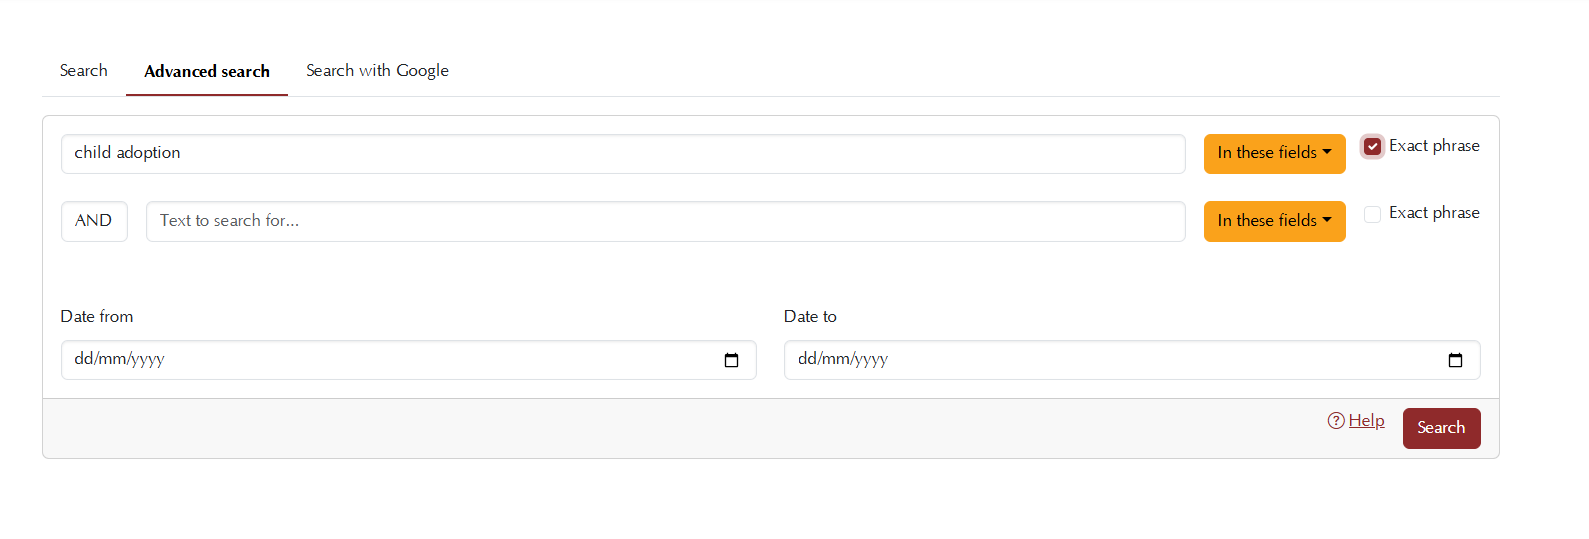 Search Advanced search Search with Google
child adoption In these fields Exact phrase
AND Text to search for... In these fields Exact phrase
Date from Date to
dd/mm/yyyy dd/mm/yyyy
Help Search